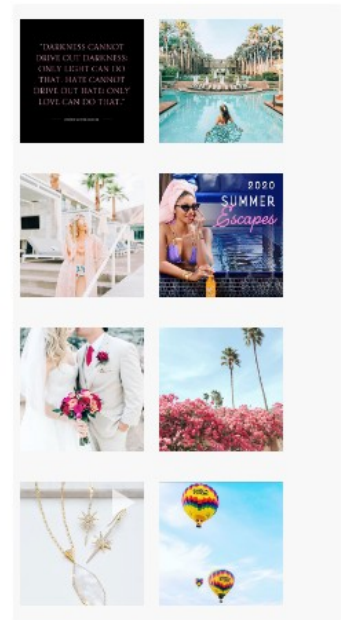 "DARKNESS CANNOT
DRIVE OUT DARKNESS:
ONLY LIGHT CAN DO
THAT. HATE CANNOT
DRIVE OUT HATE: ONLY
LOVE CAN DO THAT."
2020
SUMMER
Escapes